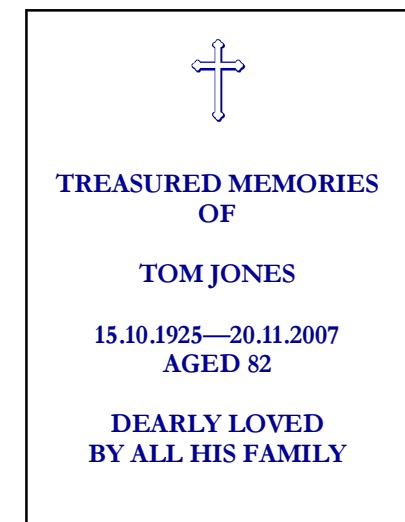 TREASURED MEMORIES
OF
TOM JONES
15.10.1925—20.11.2007
AGED 82
DEARLY LOVED
BY ALL HIS FAMILY